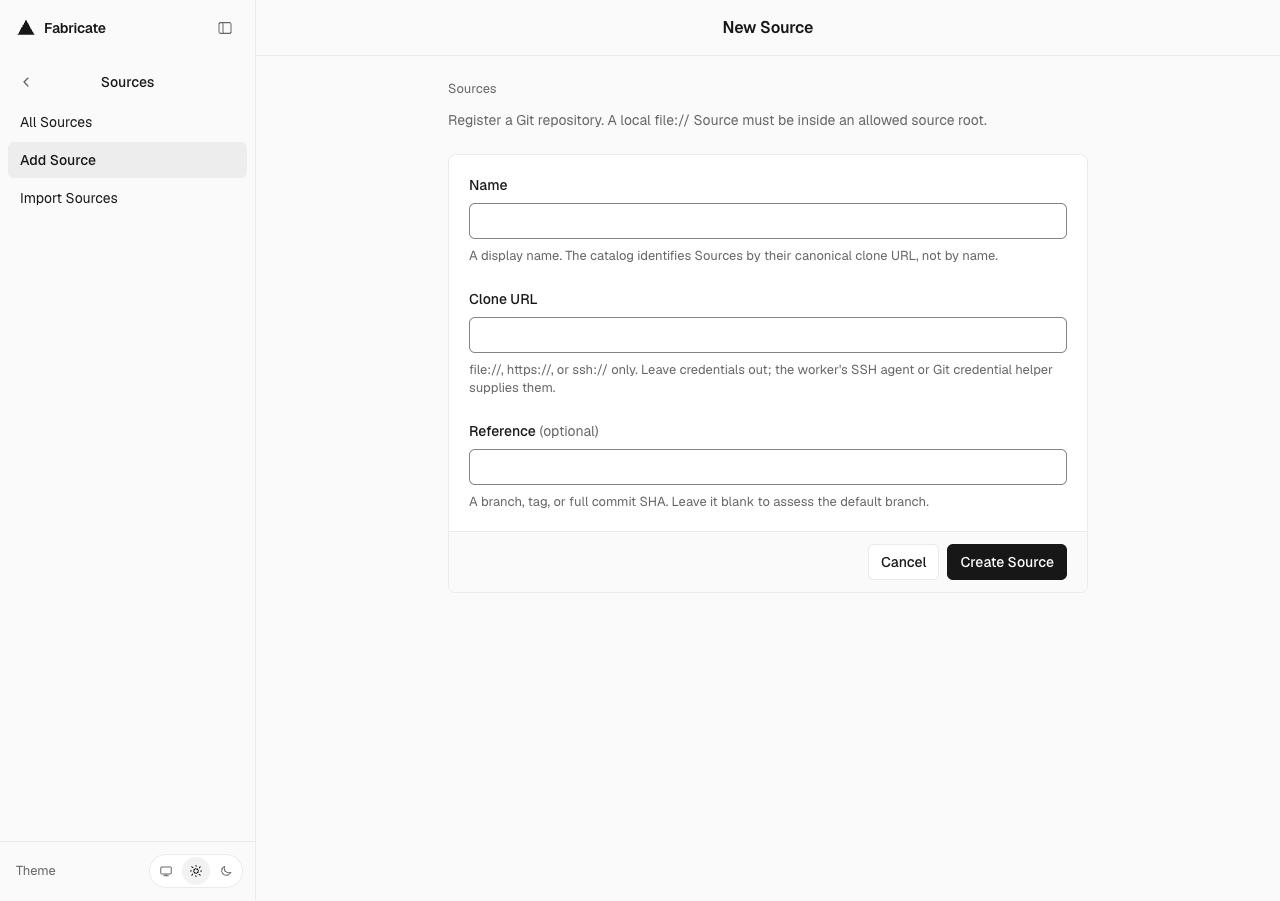 Fabricate
New Source
Sources
All Sources
Add Source
Import Sources
Sources
Register a Git repository. A local file:// Source must be inside an allowed source root.
Name
A display name. The catalog identifies Sources by their canonical clone URL, not by name.
Clone URL
file://, https://, or ssh:// only. Leave credentials out; the worker's SSH agent or Git credential helper
supplies them.
Reference (optional)
A branch, tag, or full commit SHA. Leave it blank to assess the default branch.
Cancel
Create Source
Theme